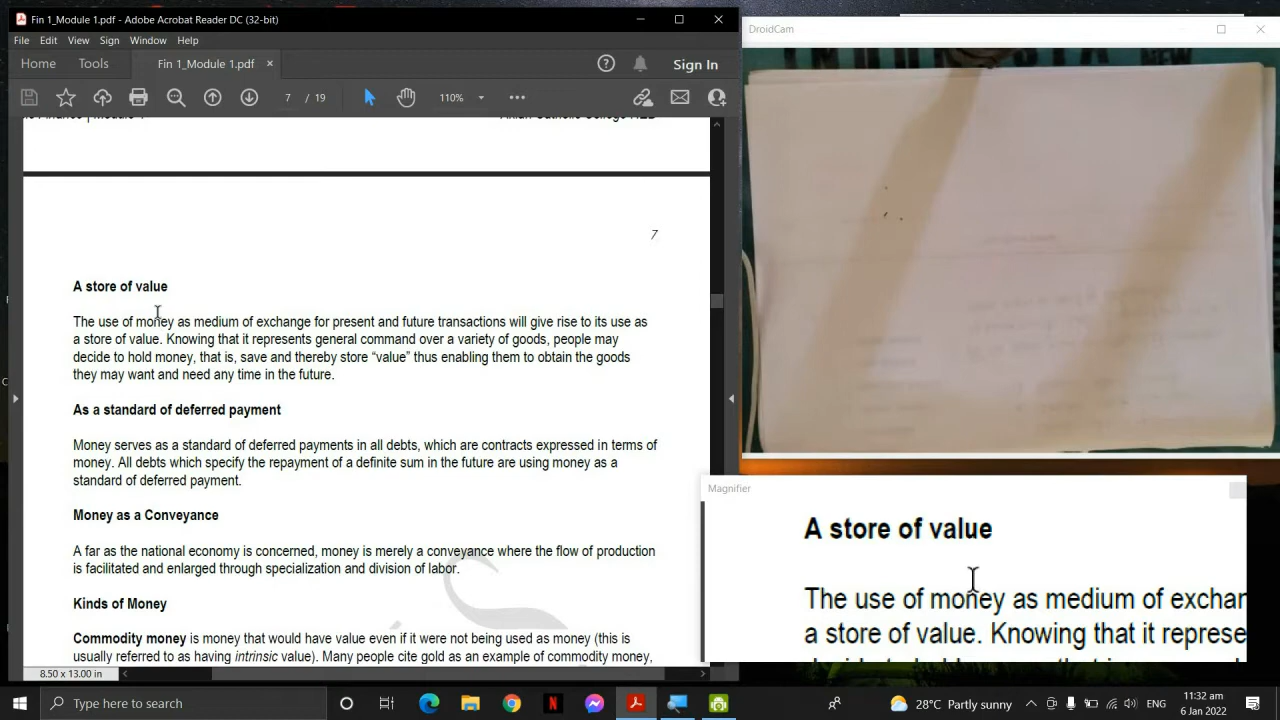 Fin 1_Module 1.pdf - Adobe Acrobat Reader DC (32-bit)
File Edit View Sign Window Help
Home Tools Fin 1_Module 1.pdf × Sign In
7 / 19 110%
7
A store of value
The use of money as medium of exchange for present and future transactions will give rise to its use as
a store of value. Knowing that it represents general command over a variety of goods, people may
decide to hold money, that is, save and thereby store “value” thus enabling them to obtain the goods
they may want and need any time in the future.
As a standard of deferred payment
Money serves as a standard of deferred payments in all debts, which are contracts expressed in terms of
money. All debts which specify the repayment of a definite sum in the future are using money as a
standard of deferred payment.
Money as a Conveyance
A far as the national economy is concerned, money is merely a conveyance where the flow of production
is facilitated and enlarged through specialization and division of labor.
Kinds of Money
Commodity money is money that would have value even if it were not being used as money (this is
usually referred to as having intrinsic value). Many people cite gold as an example of commodity money,
8.50 x 13.00 in
DroidCam
Magnifier
A store of value
The use of money as medium of exchan
a store of value. Knowing that it represe
Type here to search
28°C Partly sunny
ENG
11:32 am
6 Jan 2022